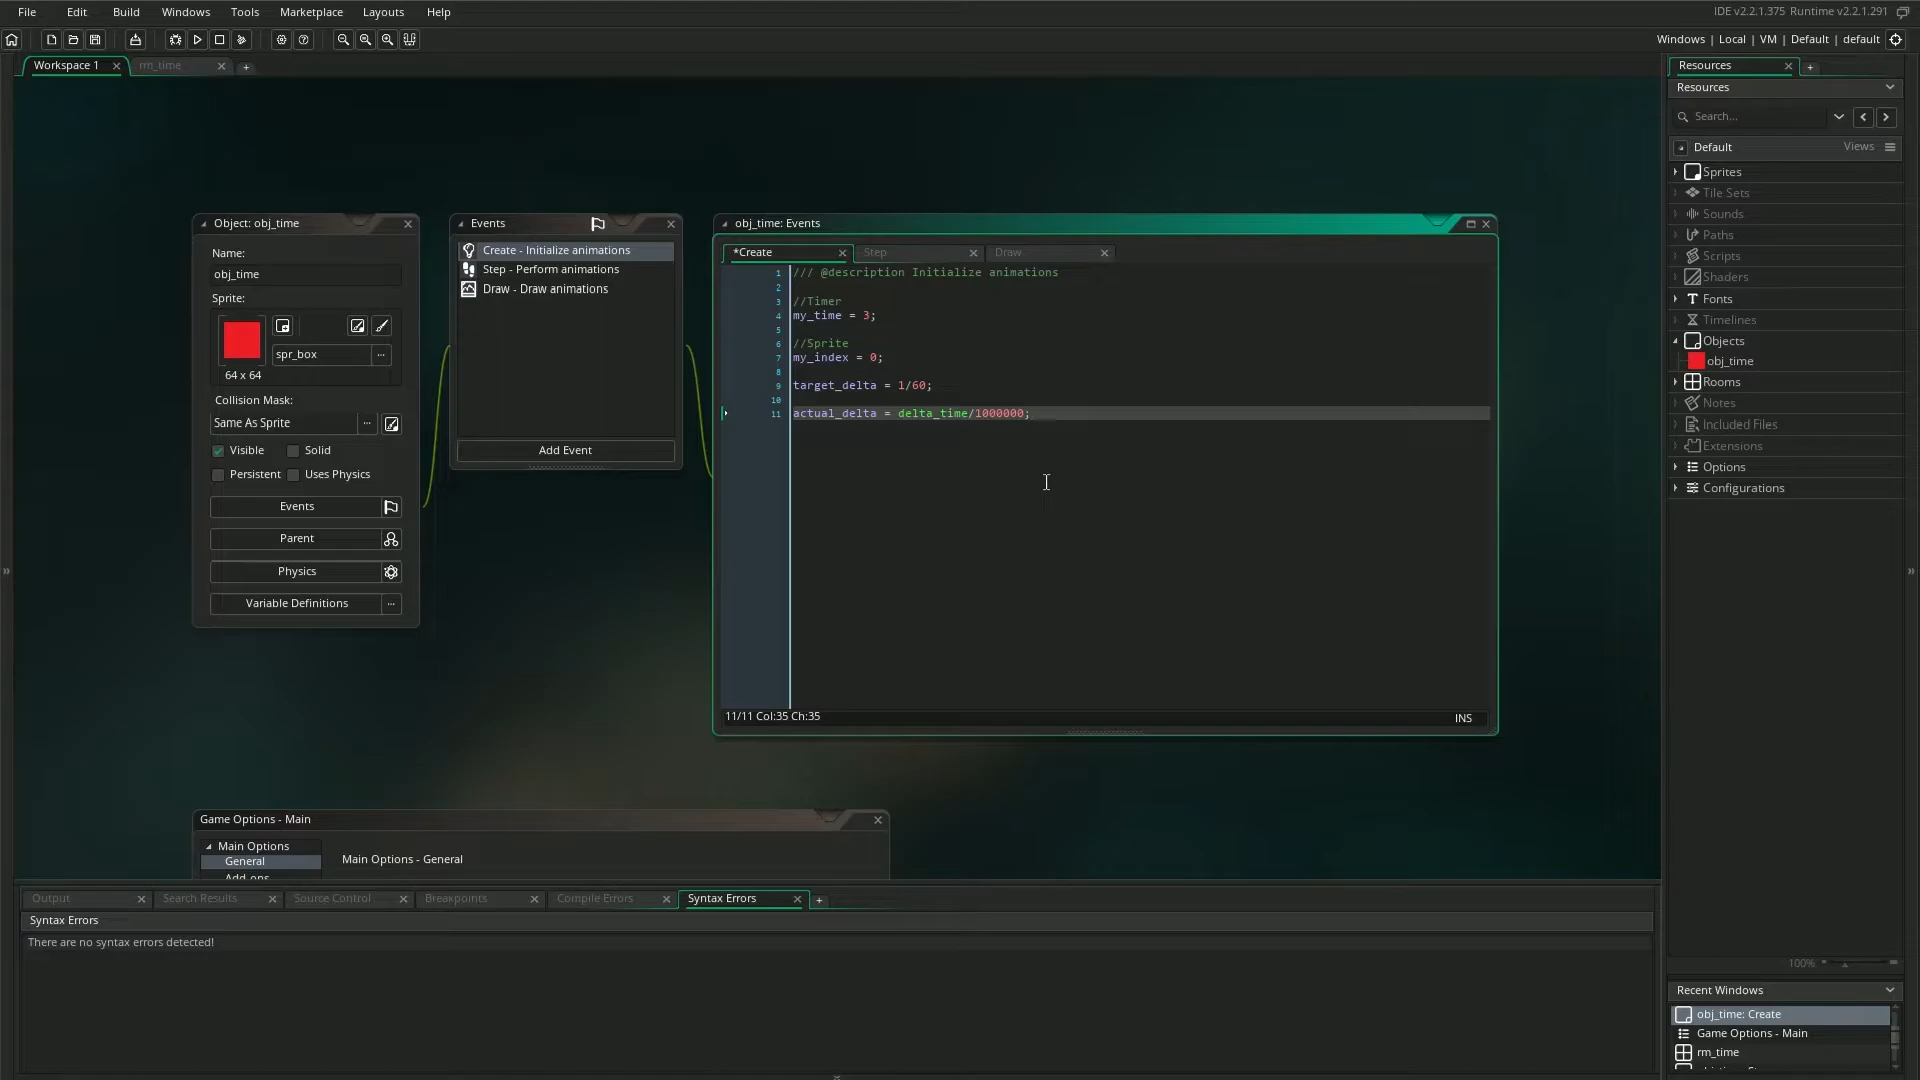 File Edit Build Windows Tools Marketplace Layouts Help
IDE v2.2.1.375 Runtime v2.2.1.291
Windows | Local | VM | Default | default
Workspace 1
rm_time
Object: obj_time
Name:
obj_time
Sprite:
spr_box
64 x 64
Collision Mask:
Same As Sprite
Visible
Solid
Persistent
Uses Physics
Events
Parent
Physics
Variable Definitions
Events
Create - Initialize animations
Step - Perform animations
Draw - Draw animations
Add Event
obj_time: Events
*Create
Step
Draw
1 /// @description Initialize animations
2
3 //Timer
4 my_time = 3;
5
6 //Sprite
7 my_index = 0;
8
9 target_delta = 1/60;
10
11 actual_delta = delta_time/1000000;
11/11 Col:35 Ch:35
INS
Game Options - Main
Main Options
General
Add-ons
Main Options - General
Output
Search Results
Source Control
Breakpoints
Compile Errors
Syntax Errors
Syntax Errors
There are no syntax errors detected!
Resources
Resources
Search...
Default
Views
Sprites
Tile Sets
Sounds
Paths
Scripts
Shaders
Fonts
Timelines
Objects
obj_time
Rooms
Notes
Included Files
Extensions
Options
Configurations
100%
Recent Windows
obj_time: Create
Game Options - Main
rm_time